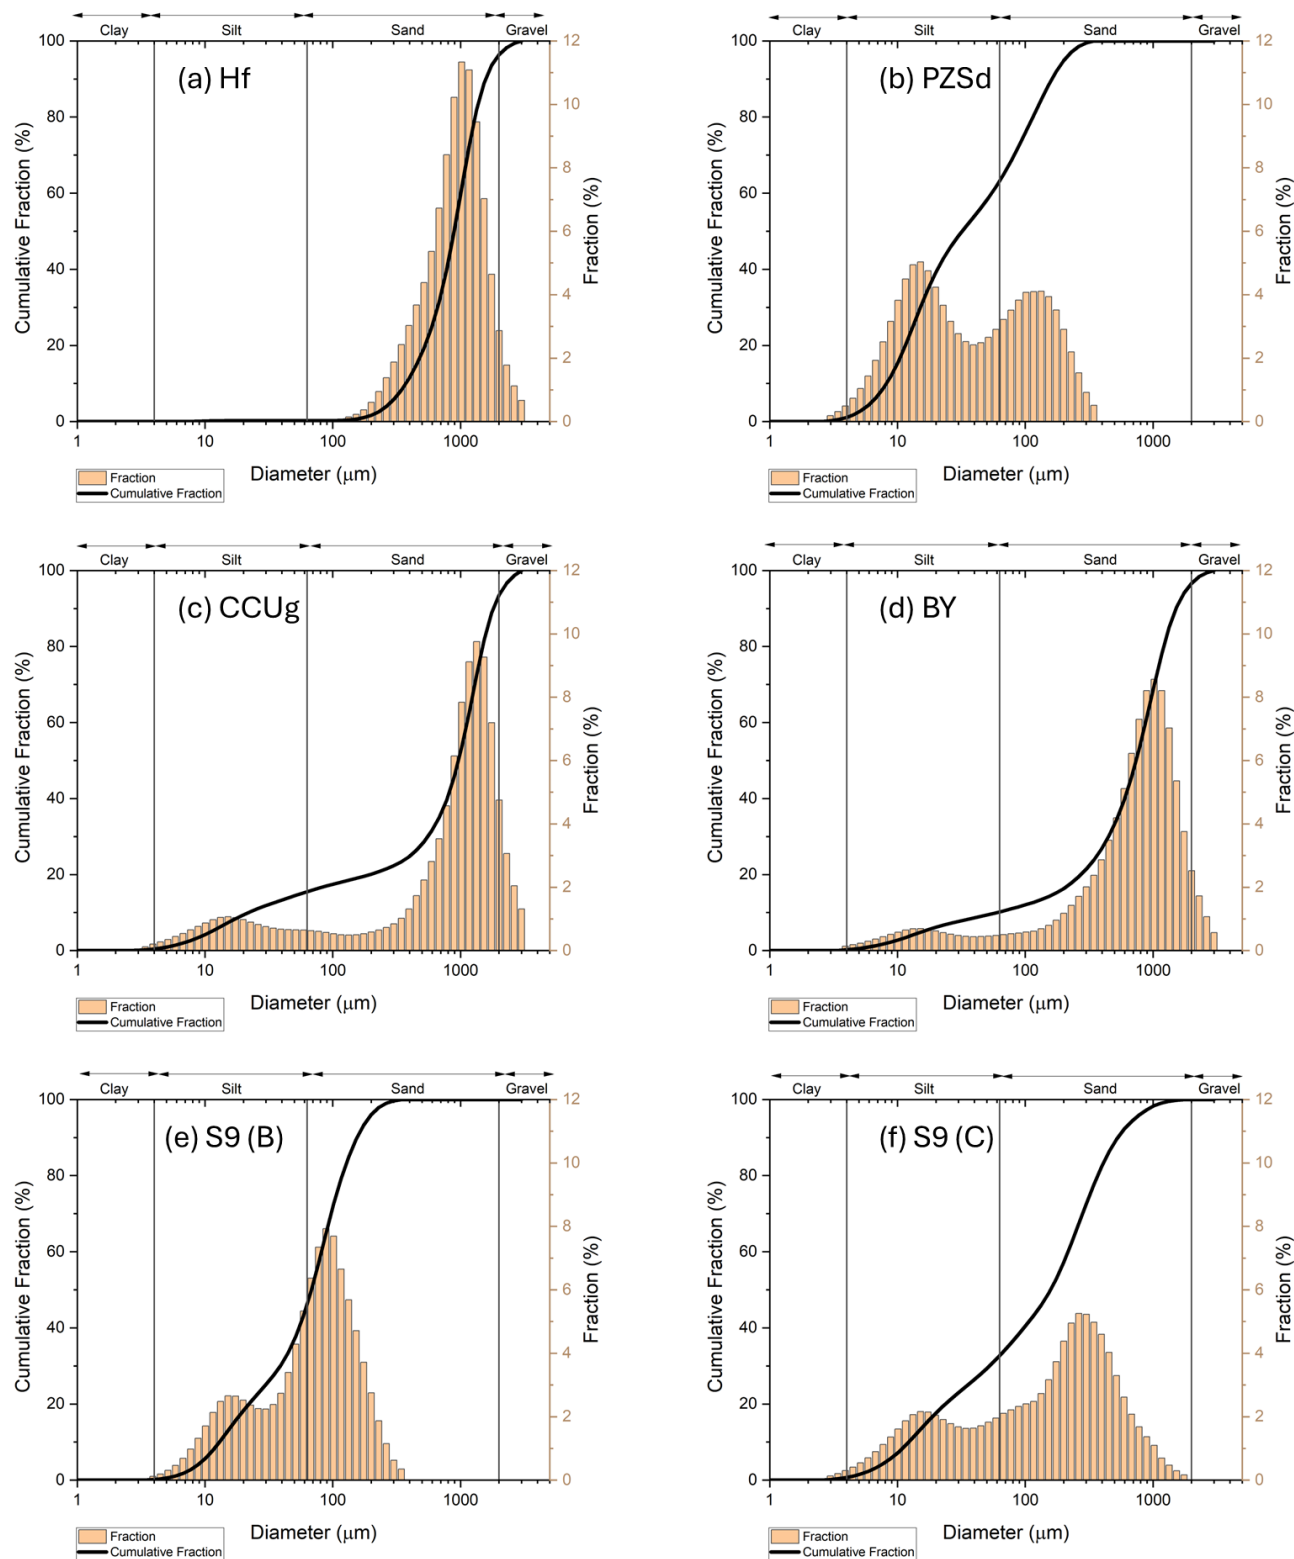 Clay Silt Sand Gravel
(a) Hf
Cumulative Fraction (%)
100
80
60
40
20
0
12
10
8
6
4
2
0
Fraction (%)
1 10 100 1000
Diameter (μm)
Fraction
Cumulative Fraction
Clay Silt Sand Gravel
(b) PZSd
Cumulative Fraction (%)
100
80
60
40
20
0
12
10
8
6
4
2
0
Fraction (%)
1 10 100 1000
Diameter (μm)
Fraction
Cumulative Fraction
Clay Silt Sand Gravel
(c) CCUg
Cumulative Fraction (%)
100
80
60
40
20
0
12
10
8
6
4
2
0
Fraction (%)
1 10 100 1000
Diameter (μm)
Fraction
Cumulative Fraction
Clay Silt Sand Gravel
(d) BY
Cumulative Fraction (%)
100
80
60
40
20
0
12
10
8
6
4
2
0
Fraction (%)
1 10 100 1000
Diameter (μm)
Fraction
Cumulative Fraction
Clay Silt Sand Gravel
(e) S9 (B)
Cumulative Fraction (%)
100
80
60
40
20
0
12
10
8
6
4
2
0
Fraction (%)
1 10 100 1000
Diameter (μm)
Fraction
Cumulative Fraction
Clay Silt Sand Gravel
(f) S9 (C)
Cumulative Fraction (%)
100
80
60
40
20
0
12
10
8
6
4
2
0
Fraction (%)
1 10 100 1000
Diameter (μm)
Fraction
Cumulative Fraction